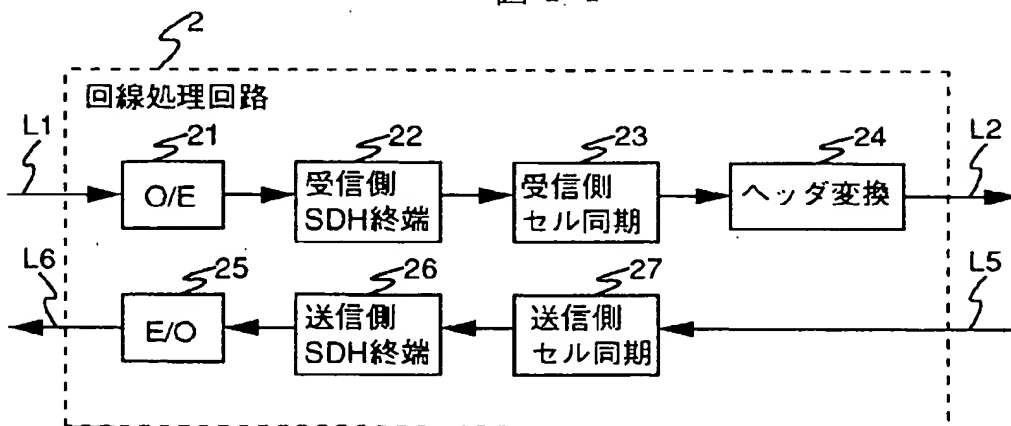 2
回線処理回路
L1
21
22
23
24
L2
O/E
受信側
SDH終端
受信側
セル同期
ヘッダ変換
L6
25
26
27
L5
E/O
送信側
SDH終端
送信側
セル同期